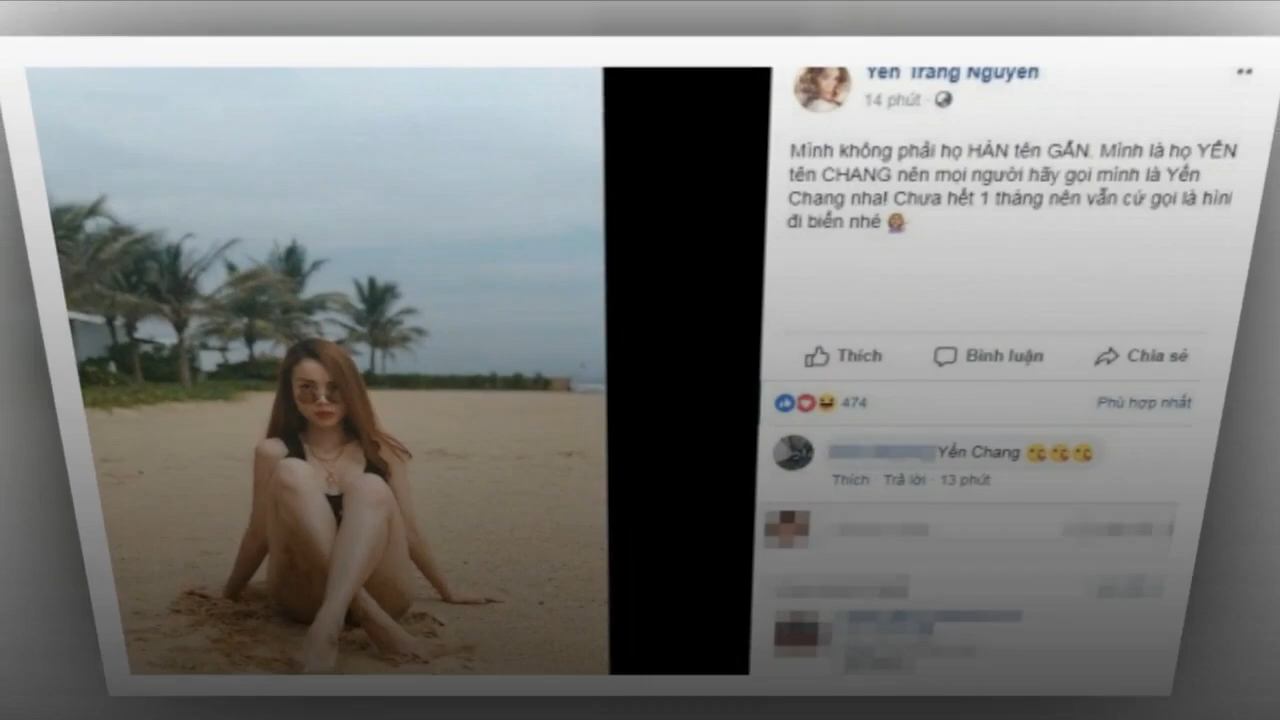 Yến Trang Nguyễn
14 phút
Mình không phải họ HÀN tên GẮN. Mình là họ YẾN
tên CHANG nên mọi người hãy gọi mình là Yến
Chang nha! Chưa hết 1 tháng nên vẫn cứ gọi là hình
đi biển nhé
Thích
Bình luận
Chia sẻ
474
Phù hợp nhất
Yến Chang
Thích · Trả lời · 13 phút